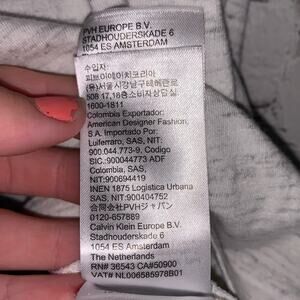 PVH EUROPE B.V.
STADHOUDERSKADE 6
1054 ES AMSTERDAM
수입자:
피브이에이치코리아
(유)서울시강남구테헤란로
508 17,18층소비자상담실
1600-1811
Colombia Exportador:
American Designer Fashion,
S.A. Importado Por:
Luiferraro, SAS, NIT:
900.044.773-9, Codigo
SIC.:900044773 ADF
Colombia, SAS,
NIT:900694419
INEN 1875 Logistica Urbana
SAS, NIT:900404752
合同会社PVHジャパン
0120-657889
Calvin Klein Europe B.V.
Stadhouderskade 6
1054 ES Amsterdam
The Netherlands
RN# 36543 CA#50900
VAT# NL006585978B01